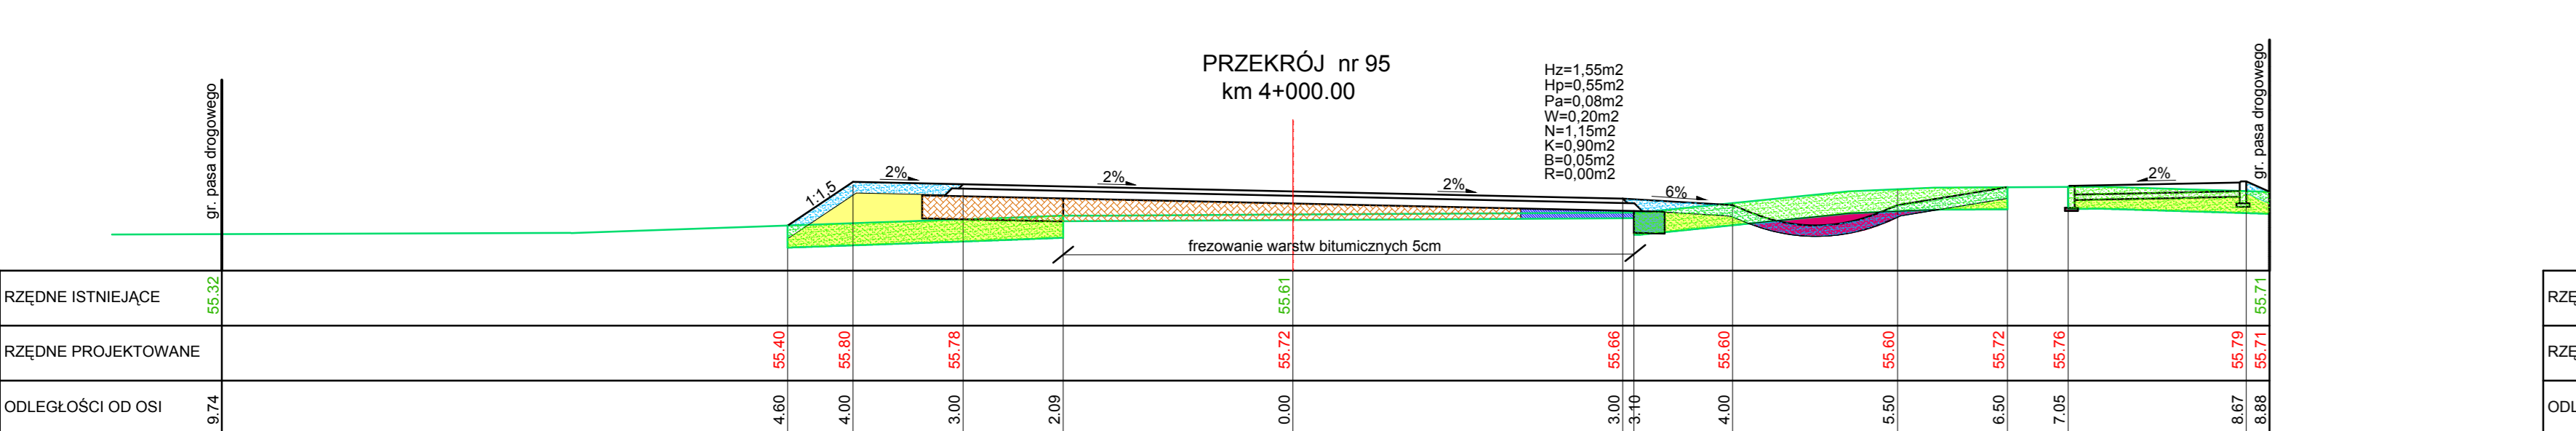 PRZEKRÓJ nr 95
km 4+000.00
Hz=1,55m2
Hp=0,55m2
Pa=0,08m2
W=0,20m2
N=1,15m2
K=0,90m2
B=0,05m2
R=0,00m2
gr. pasa drogowego
gr. pasa drogowego
1:1,5
2%
2%
2%
6%
2%
frezowanie warstw bitumicznych 5cm
RZĘDNE ISTNIEJĄCE 55.32 55.61 55.71
RZĘ
RZĘDNE PROJEKTOWANE 55.40 55.80 55.78 55.72 55.66 55.60 55.60 55.72 55.76 55.79 55.71
RZĘ
ODLEGŁOŚCI OD OSI 9.74 4.60 4.00 3.00 2.09 0.00 3.00 3.10 4.00 5.50 6.50 7.05 8.67 8.88
ODL